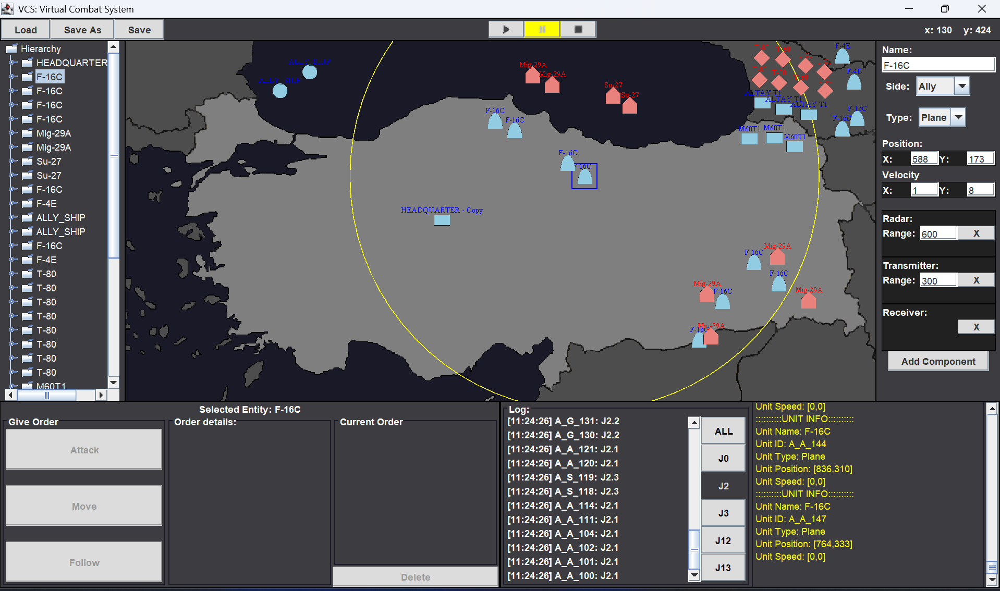 VCS: Virtual Combat System
Load
Save As
Save
x: 130 y: 424
Hierarchy
HEADQUARTER
F-16C
F-16C
F-16C
F-16C
Mig-29A
Mig-29A
Su-27
Su-27
F-16C
F-4E
ALLY_SHIP
ALLY_SHIP
F-16C
F-4E
T-80
T-80
T-80
T-80
T-80
T-80
T-80
T-80
M60T1
ALLY_SHIP
ALLY_SHIP
Mig-29A
Mig-29A
Su-27
Su-27
F-16C
F-16C
F-16C
F-16C
HEADQUARTER - Copy
F-4E
F-4E
ALTAY T1
ALTAY T1
ALTAY T1
M60T1
M60T1
M60T1
F-16C
F-16C
F-16C
Mig-29A
F-16C
Mig-29A
F-16C
Mig-29A
F-16C
Mig-29A
Name:
F-16C
Side: Ally
Type: Plane
Position:
X: 588 Y: 173
Velocity
X: 1 Y: 8
Radar:
Range: 600 X
Transmitter:
Range: 300 X
Receiver:
X
Add Component
Selected Entity: F-16C
Give Order
Attack
Move
Follow
Order details:
Current Order
Delete
Log:
[11:24:26] A_G_131: J2.2
[11:24:26] A_G_130: J2.2
[11:24:26] A_A_121: J2.1
[11:24:26] A_A_120: J2.1
[11:24:26] A_S_119: J2.3
[11:24:26] A_S_118: J2.3
[11:24:26] A_A_114: J2.1
[11:24:26] A_A_111: J2.1
[11:24:26] A_A_104: J2.1
[11:24:26] A_A_102: J2.1
[11:24:26] A_A_101: J2.1
[11:24:26] A_A_100: J2.1
ALL
J0
J2
J3
J12
J13
Unit Speed: [0,0]
::::::::::UNIT INFO::::::::::
Unit Name: F-16C
Unit ID: A_A_144
Unit Type: Plane
Unit Position: [836,310]
Unit Speed: [0,0]
::::::::::UNIT INFO::::::::::
Unit Name: F-16C
Unit ID: A_A_147
Unit Type: Plane
Unit Position: [764,333]
Unit Speed: [0,0]